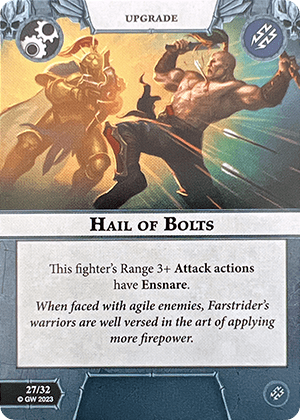 UPGRADE
HAIL OF BOLTS
This fighter's Range 3+ Attack actions
have Ensnare.
When faced with agile enemies, Farstrider's
warriors are well versed in the art of applying
more firepower.
27/32
© GW 2023